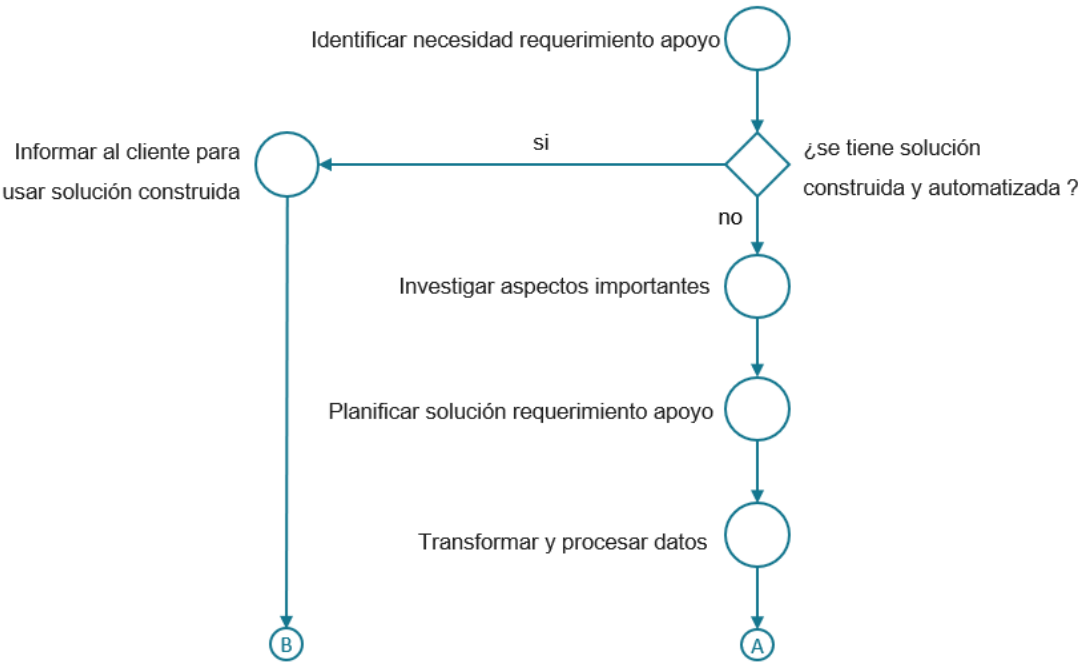 Identificar necesidad requerimiento apoyo
si
Informar al cliente para
usar solución construida
¿se tiene solución
construida y automatizada ?
no
Investigar aspectos importantes
Planificar solución requerimiento apoyo
Transformar y procesar datos
B
A